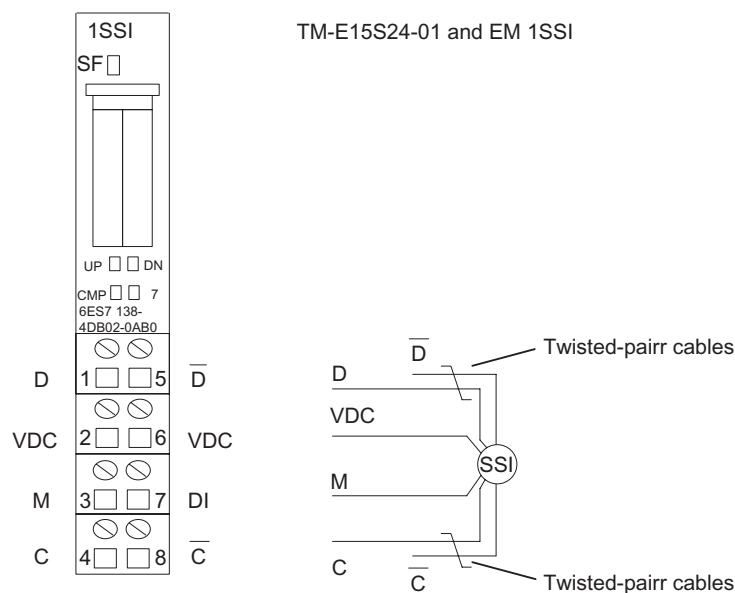 1SSI
TM-E15S24-01 and EM 1SSI
SF
UP DN
CMP 7
6ES7 138-
4DB02-0AB0
D 1 5 D̅
VDC 2 6 VDC
M 3 7 DI
C 4 8 C̅
D̅
Twisted-pairr cables
D
VDC
SSI
M
C
C̅
Twisted-pairr cables